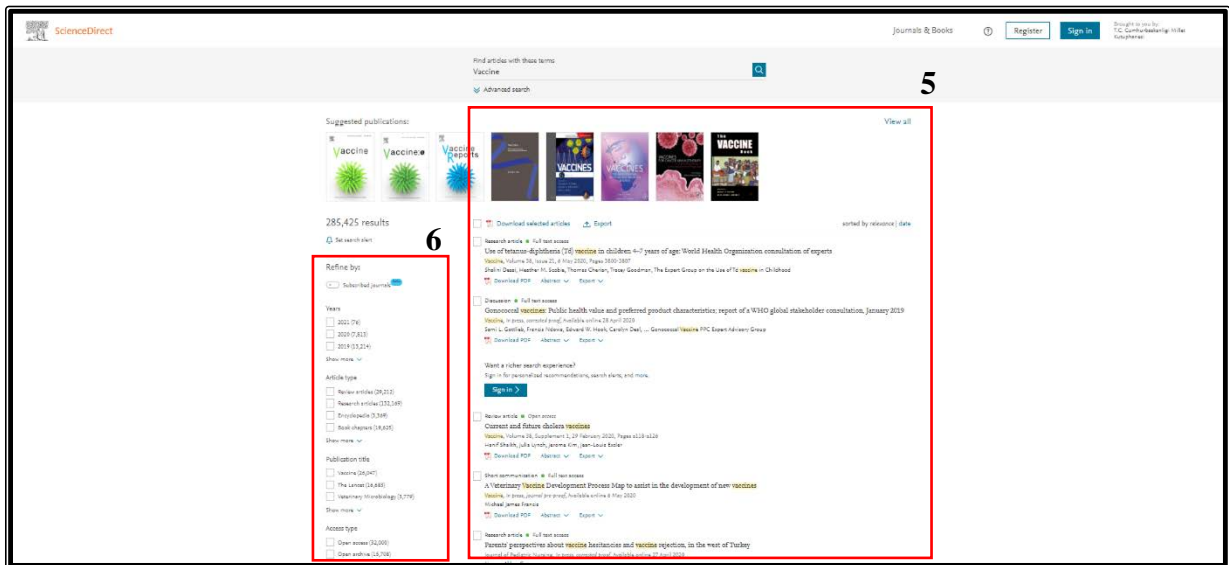 ScienceDirect
Journals & Books
Register
Sign in
Brought to you by:
T.C. Cumhurbaskanligi Millet
Kutuphanesi
Find articles with these terms
Vaccine
Advanced search
5
Suggested publications:
View all
Vaccine
Vaccine:
Vaccine
Reports
VACCINES
VACCINES
THE
VACCINE
Book
285,425 results
Set search alert
6
Download selected articles
Export
sorted by relevance | date
Refine by:
Subscribed journals
Years
2021 (76)
2020 (7,813)
2019 (13,214)
Show more
Article type
Review articles (29,212)
Research articles (132,169)
Encyclopedia (3,369)
Book chapters (18,625)
Show more
Publication title
Vaccine (26,047)
The Lancet (16,683)
Veterinary Microbiology (3,779)
Show more
Access type
Open access (32,008)
Open archive (15,708)
Research article Full text access
Use of tetanus-diphtheria (Td) vaccine in children 4–7 years of age: World Health Organization consultation of experts
Vaccine, Volume 38, Issue 21, 6 May 2020, Pages 3800-3807
Shalini Desai, Heather M. Scobie, Thomas Cherian, Tracey Goodman, The Expert Group on the Use of Td vaccine in Childhood
Download PDF Abstract Export
Discussion Full text access
Gonococcal vaccines: Public health value and preferred product characteristics; report of a WHO global stakeholder consultation, January 2019
Vaccine, In press, corrected proof, Available online 28 April 2020
Sami L. Gottlieb, Francis Ndowa, Edward W. Hook, Carolyn Deal, ... Gonococcal Vaccine PPC Expert Advisory Group
Download PDF Abstract Export
Want a richer search experience?
Sign in for personalized recommendations, search alerts, and more.
Sign in
Review article Open access
Current and future cholera vaccines
Vaccine, Volume 38, Supplement 1, 29 February 2020, Pages A118-A126
Hanif Shaikh, Julia Lynch, Jerome Kim, Jean-Louis Excler
Download PDF Abstract Export
Short communication Full text access
A Veterinary Vaccine Development Process Map to assist in the development of new vaccines
Vaccine, In press, journal pre-proof, Available online 6 May 2020
Michael James Francis
Download PDF Abstract Export
Research article Full text access
Parents' perspectives about vaccine hesitancies and vaccine rejection, in the west of Turkey
Journal of Pediatric Nursing, In press, corrected proof, Available online 27 April 2020